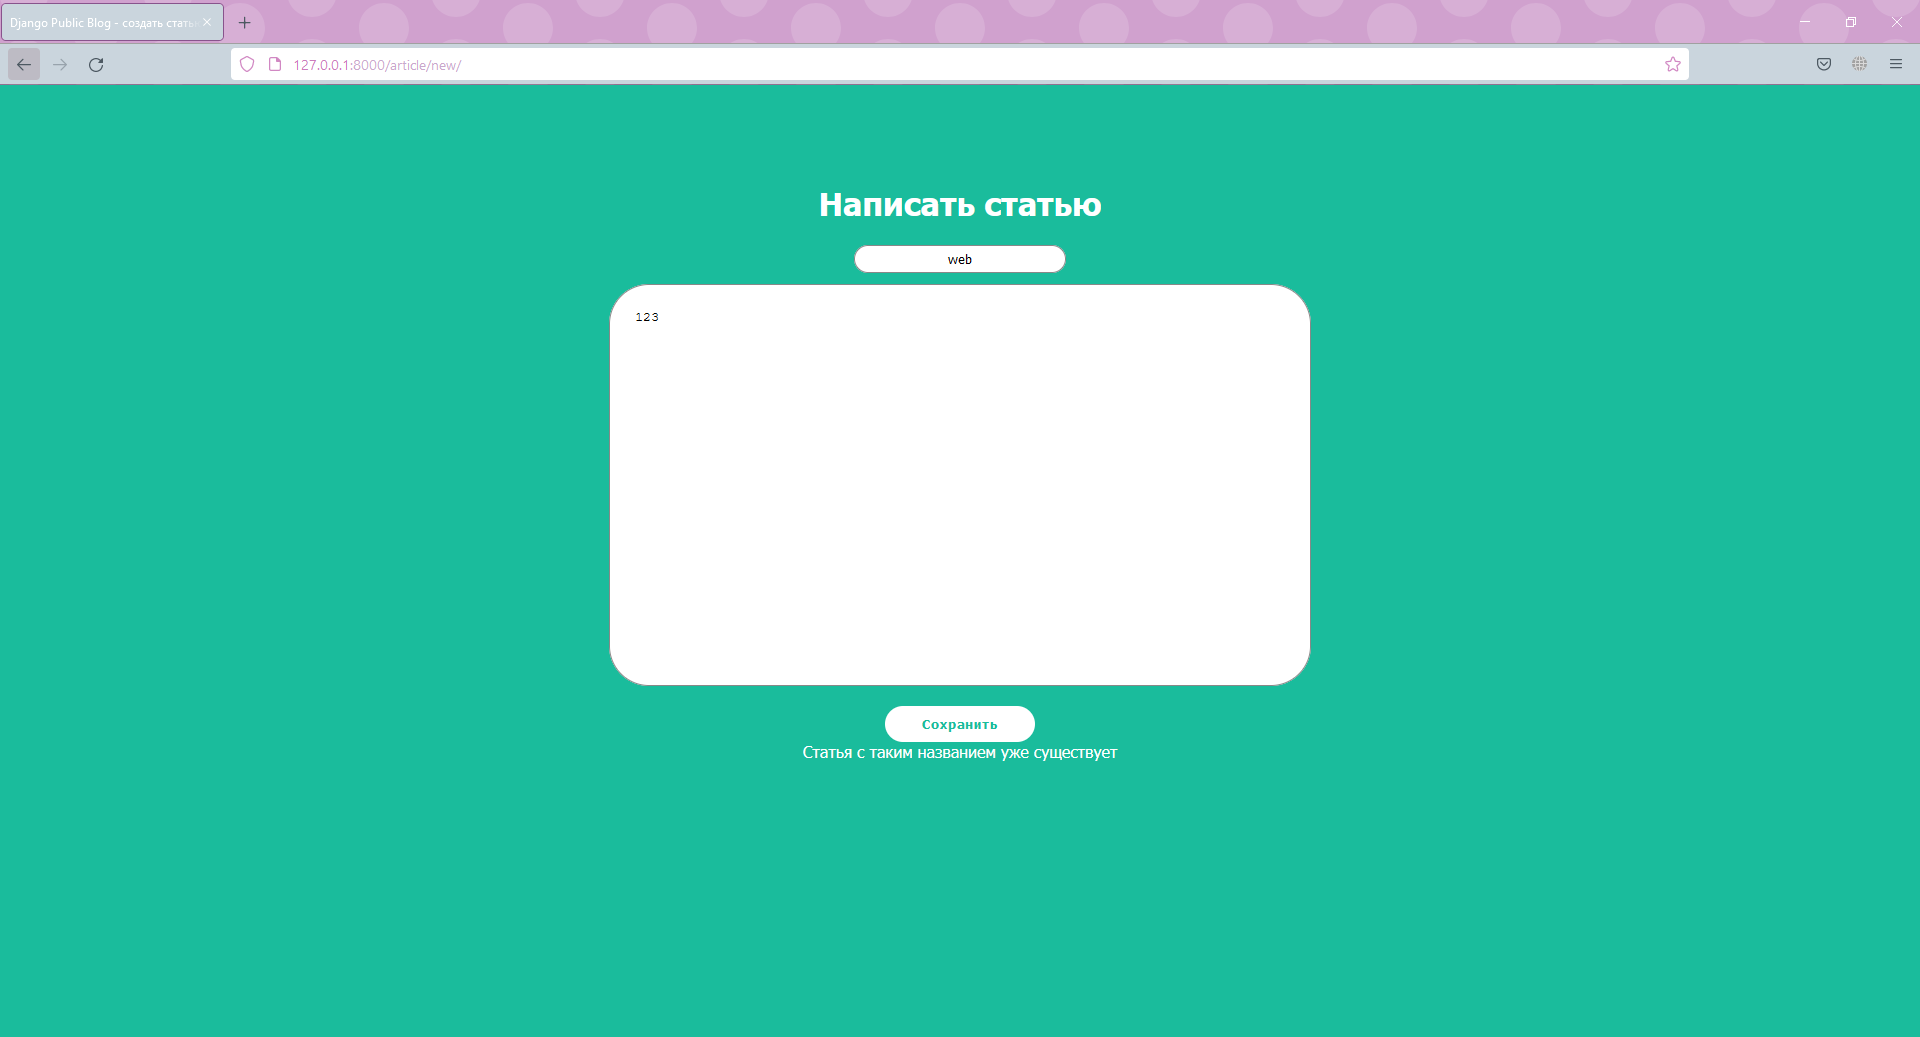 Django Public Blog - создать стать
127.0.0.1:8000/article/new/
Написать статью
web
123
Сохранить
Статья с таким названием уже существует